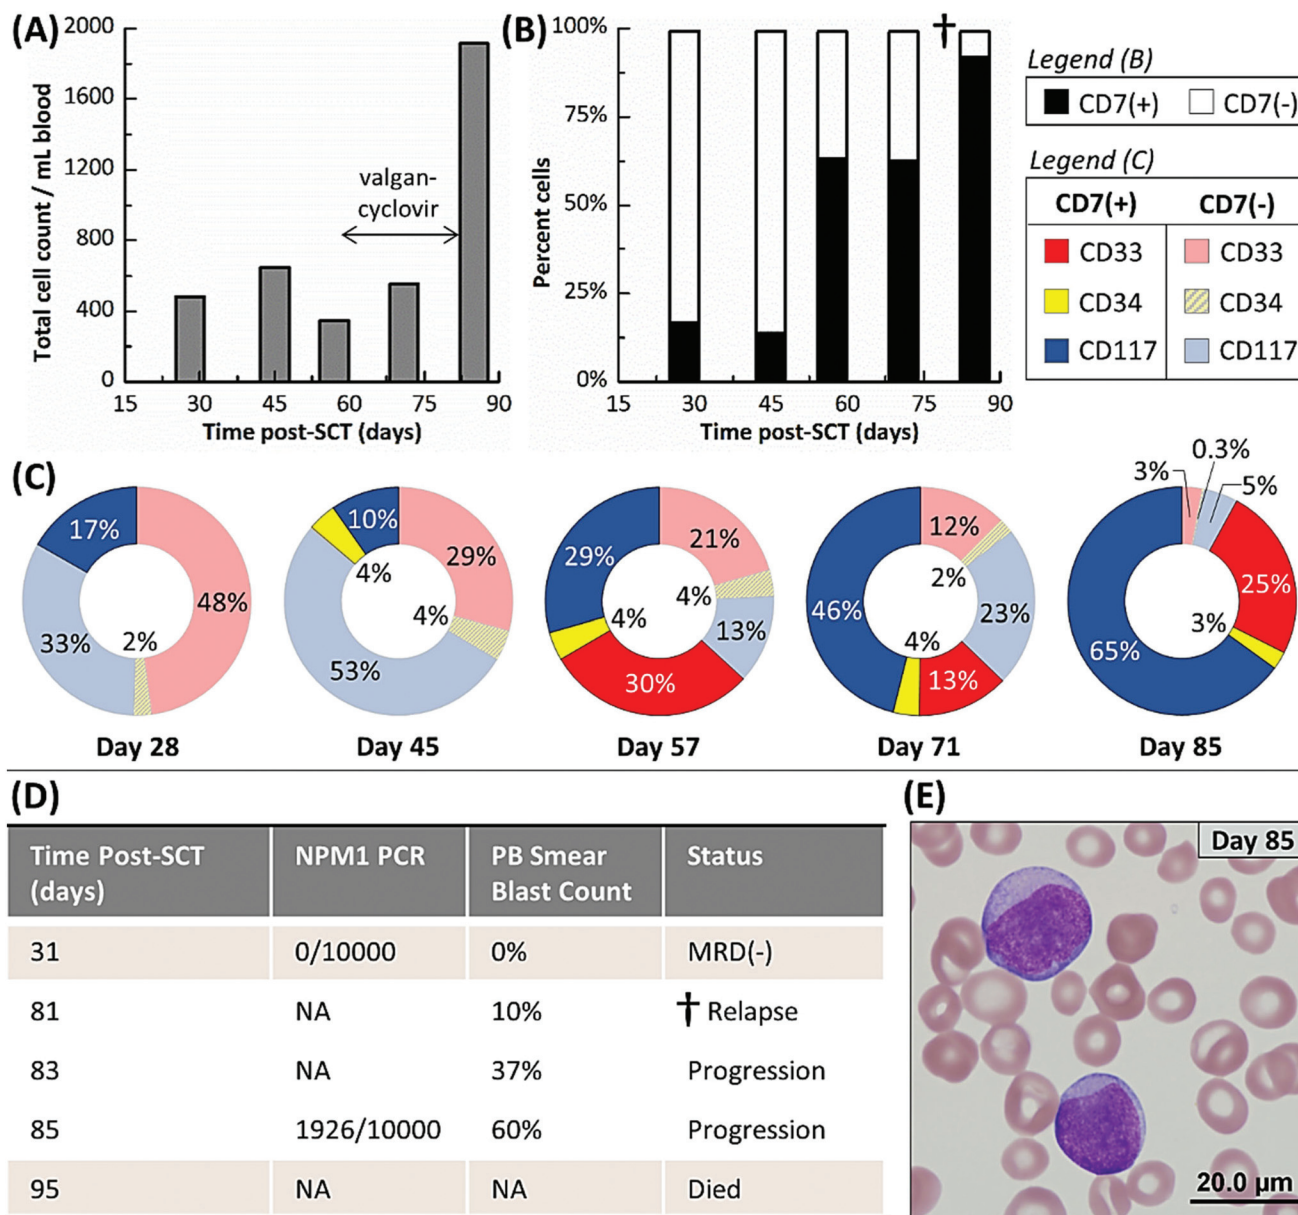 (A)
2000
1600
1200
800
400
0
Total cell count / mL blood
valgan-
cyclovir
15 30 45 60 75 90
Time post-SCT (days)
(B)
100%
75%
50%
25%
0%
Percent cells
†
15 30 45 60 75 90
Time post-SCT (days)
Legend (B)
CD7(+) CD7(-)
Legend (C)
CD7(+) CD7(-)
CD33 CD33
CD34 CD34
CD117 CD117
(C)
17% 48% 2% 33%
Day 28
10% 29% 4% 4% 53%
Day 45
29% 21% 4% 4% 13% 30%
Day 57
12% 46% 2% 4% 23% 13%
Day 71
3% 0.3% 5% 25% 3% 65%
Day 85
(D)
Time Post-SCT (days) NPM1 PCR PB Smear Blast Count Status
31 0/10000 0% MRD(-)
81 NA 10% † Relapse
83 NA 37% Progression
85 1926/10000 60% Progression
95 NA NA Died
(E)
Day 85
20.0 µm